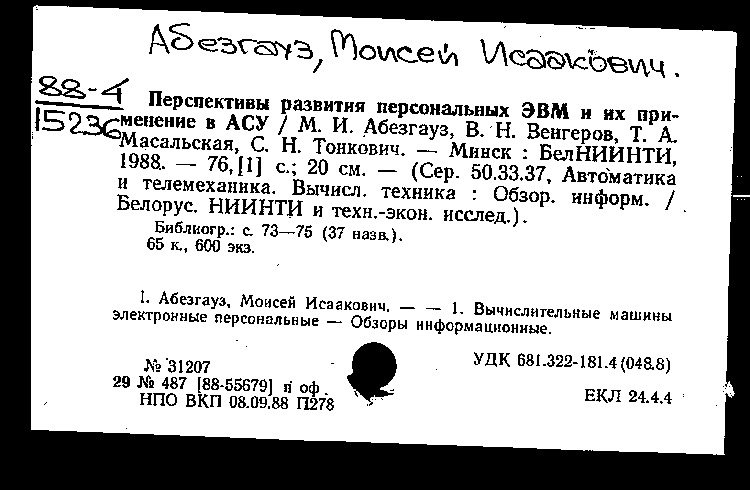 Абезгауз, Моисей Исаакович.
88-4
15236
Перспективы развития персональных ЭВМ и их при-
менение в АСУ / М. И. Абезгауз, В. Н. Венгеров, Т. А.
Масальская, С. Н. Тонкович. — Минск : БелНИИНТИ,
1988. — 76,[1] с.; 20 см. — (Сер. 50.33.37, Автоматика
и телемеханика. Вычисл. техника : Обзор. информ. /
Белорус. НИИНТИ и техн.-экон. исслед.).
Библиогр.: с. 73—75 (37 назв.).
65 к., 600 экз.
I. Абезгауз, Моисей Исаакович. — — 1. Вычислительные машины
электронные персональные — Обзоры информационные.
№ 31207
УДК 681.322-181.4(048.8)
29 № 487 [88-55679] п оф
НПО ВКП 08.09.88 П278
ЕКЛ 24.4.4